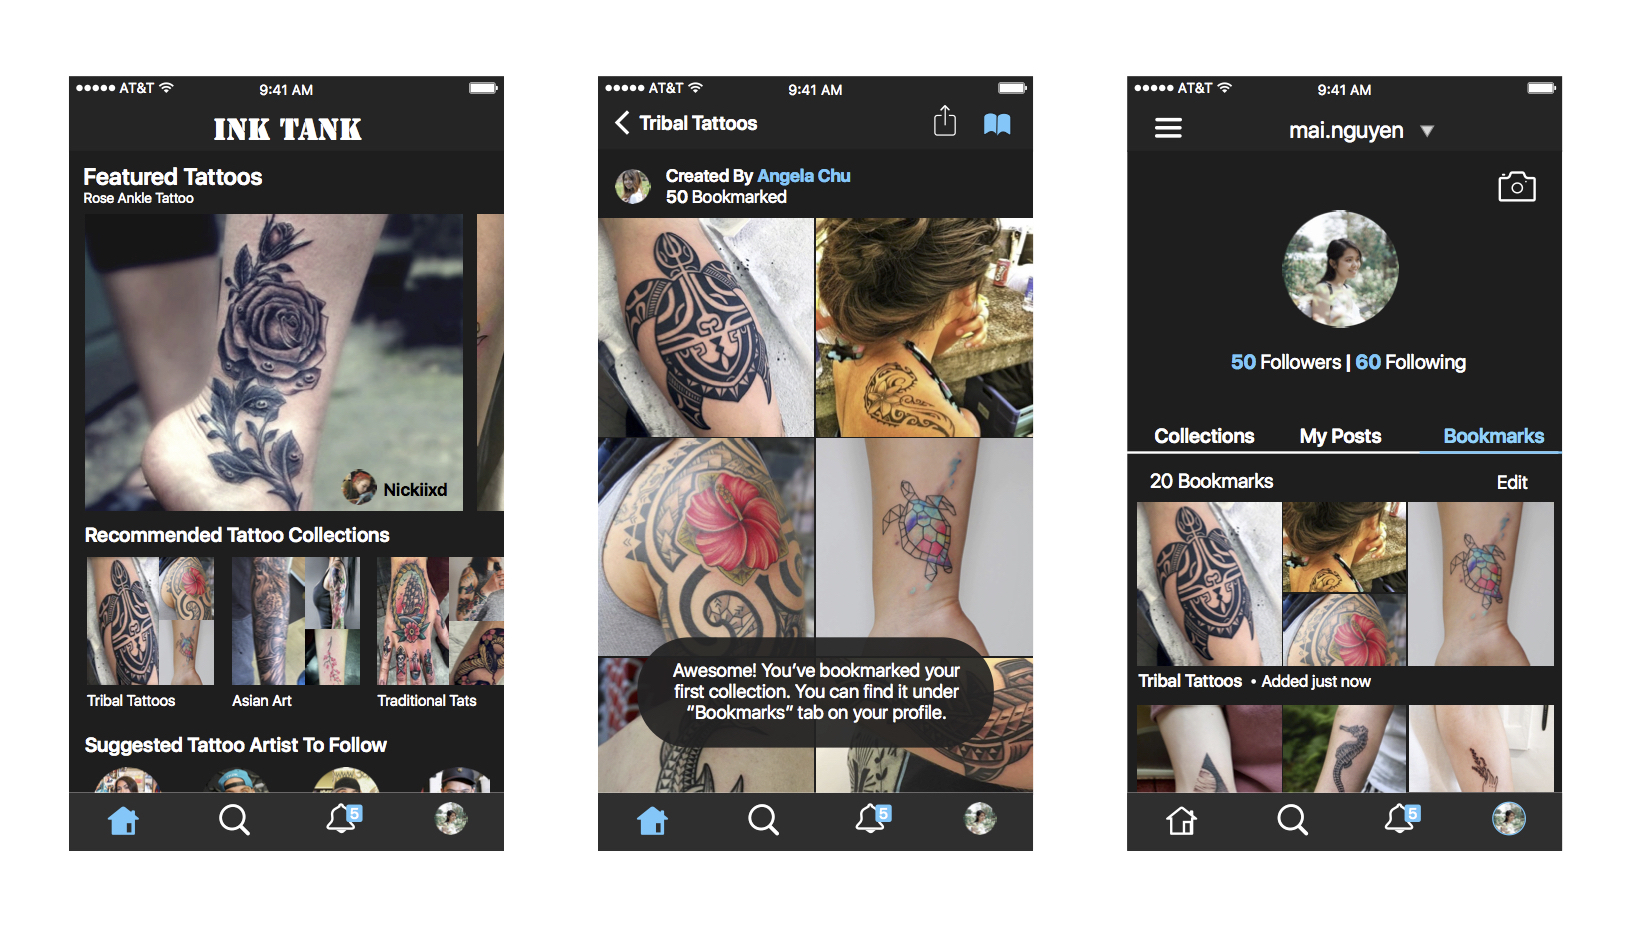 ●●●●● AT&T 9:41 AM
INK TANK
Featured Tattoos
Rose Ankle Tattoo
Nickiixd
Recommended Tattoo Collections
Tribal Tattoos
Asian Art
Traditional Tats
Suggested Tattoo Artist To Follow
5
●●●●● AT&T 9:41 AM
Tribal Tattoos
Created By Angela Chu
50 Bookmarked
Awesome! You’ve bookmarked your
first collection. You can find it under
“Bookmarks” tab on your profile.
5
●●●●● AT&T 9:41 AM
mai.nguyen ▼
50 Followers | 60 Following
Collections My Posts Bookmarks
20 Bookmarks Edit
Tribal Tattoos • Added just now
5